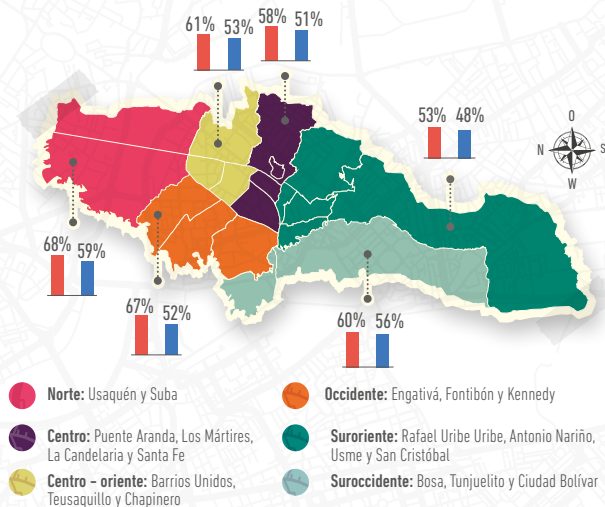 61% 53%
58% 51%
53% 48%
O
N S
W
68% 59%
67% 52%
60% 56%
Norte: Usaquén y Suba
Occidente: Engativá, Fontibón y Kennedy
Centro: Puente Aranda, Los Mártires,
La Candelaria y Santa Fe
Suroriente: Rafael Uribe Uribe, Antonio Nariño,
Usme y San Cristóbal
Centro - oriente: Barrios Unidos,
Teusaquillo y Chapinero
Suroccidente: Bosa, Tunjuelito y Ciudad Bolívar